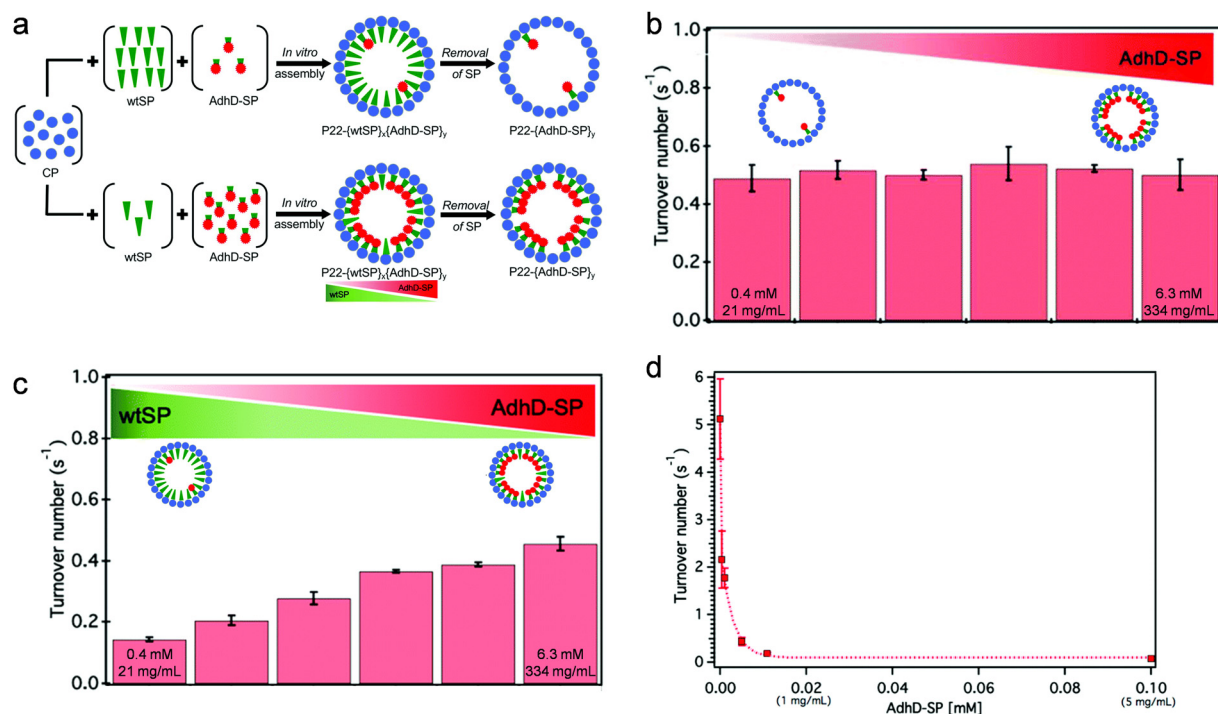 a
+
wtSP
+
AdhD-SP
In vitro
assembly
P22-{wtSP}x{AdhD-SP}y
Removal
of SP
P22-{AdhD-SP}y
CP
+
wtSP
+
AdhD-SP
In vitro
assembly
P22-{wtSP}x{AdhD-SP}y
AdhD-SP
wtSP
Removal
of SP
P22-{AdhD-SP}y
b
Turnover number (s-1)
1.0
0.8
0.6
0.4
0.2
0.0
AdhD-SP
0.4 mM
21 mg/mL
6.3 mM
334 mg/mL
c
Turnover number (s-1)
1.0
0.8
0.6
0.4
0.2
0.0
wtSP
AdhD-SP
0.4 mM
21 mg/mL
6.3 mM
334 mg/mL
d
Turnover number (s-1)
6
5
4
3
2
1
0
0.00 0.02 0.04 0.06 0.08 0.10
(1 mg/mL) AdhD-SP [mM] (5 mg/mL)